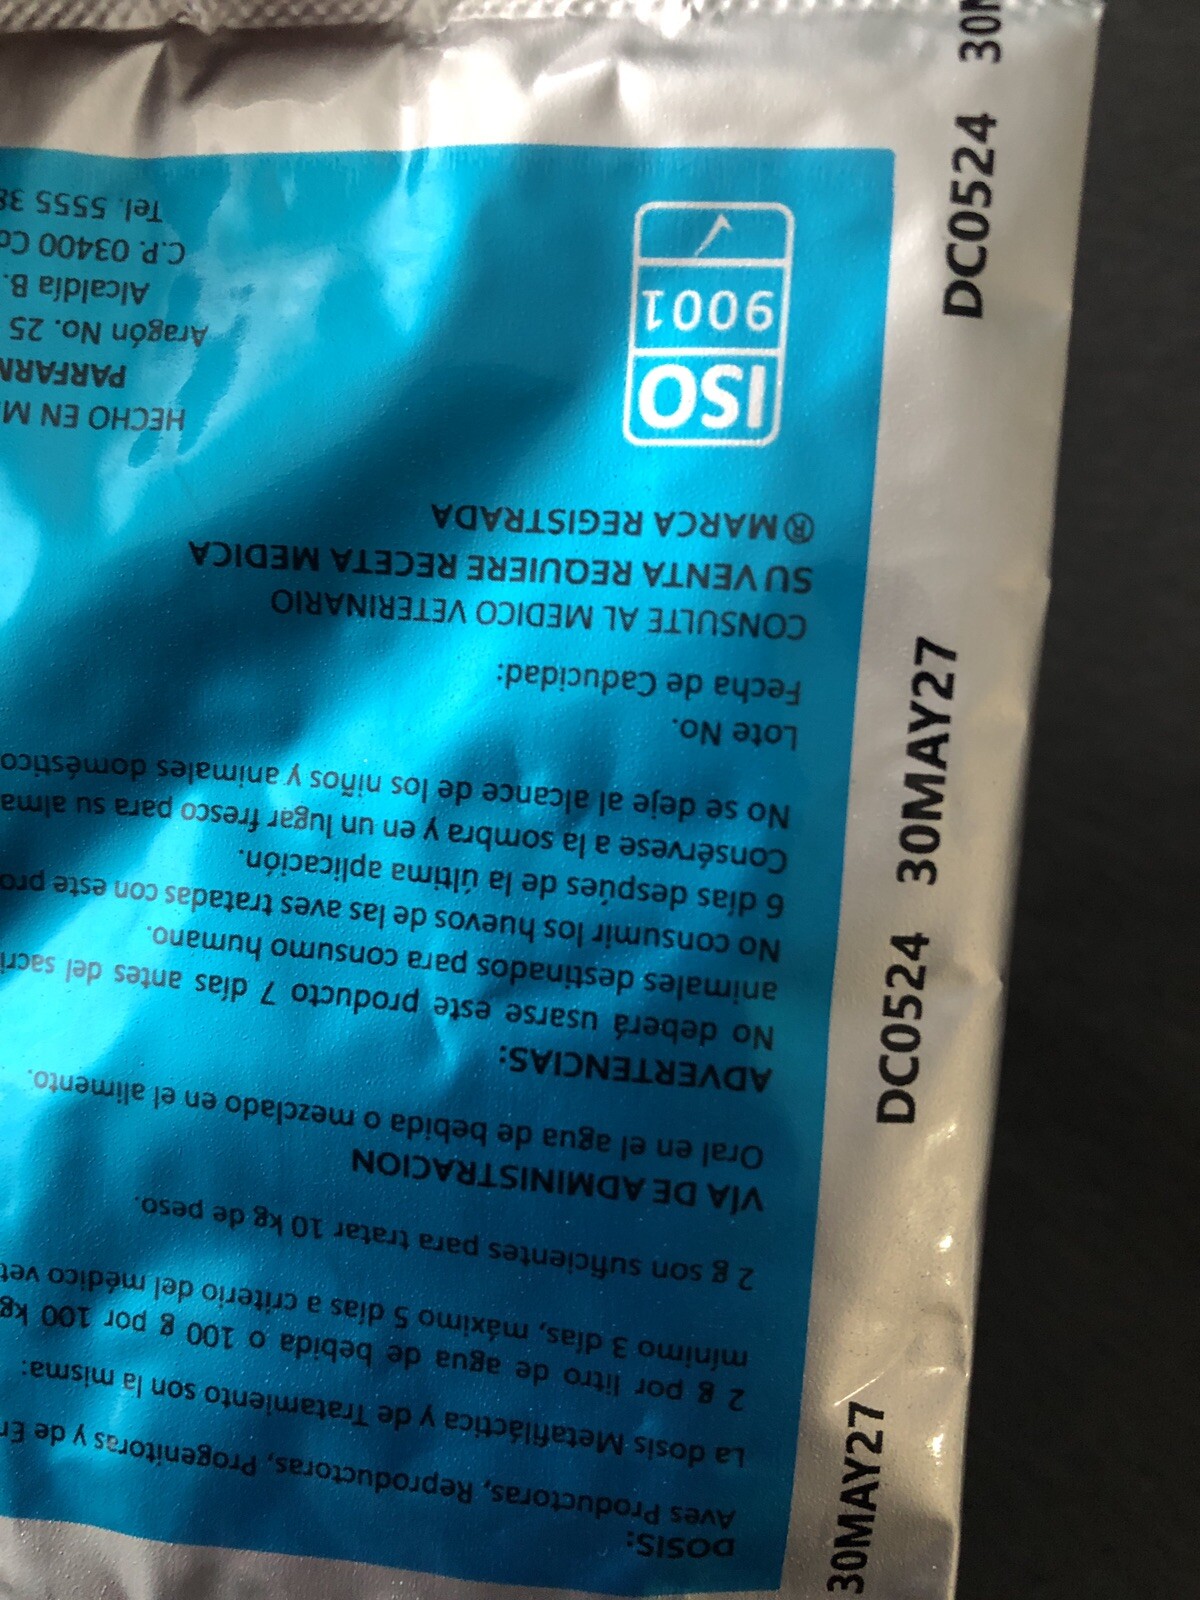 DOSIS:
Aves Productoras, Reproductoras, Progenitoras y de
La dosis Metafiláctica y de Tratamiento son la misma:
2 g por litro de agua de bebida o 100 g por 100 kg
mínimo 3 días, máximo 5 días a criterio del médico
2 g son suficientes para tratar 10 kg de peso.
VÍA DE ADMINISTRACION
Oral en el agua de bebida o mezclado en el alimento.
ADVERTENCIAS:
No deberá usarse este producto 7 días antes del
animales destinados para consumo humano.
No consumir los huevos de las aves tratadas con este
6 días despúes de la última aplicación.
Consérvese a la sombra y en un lugar fresco para su
No se deje al alcance de los niños y animales
Lote No.
Fecha de Caducidad:
CONSULTE AL MEDICO VETERINARIO
SU VENTA REQUIERE RECETA MEDICA
® MARCA REGISTRADA
ISO
9001
HECHO EN
Aragón No. 25
Alcaldía B.
C.P. 03400
Tel. 5555
30MAY27
DC0524 30MAY27
DC0524